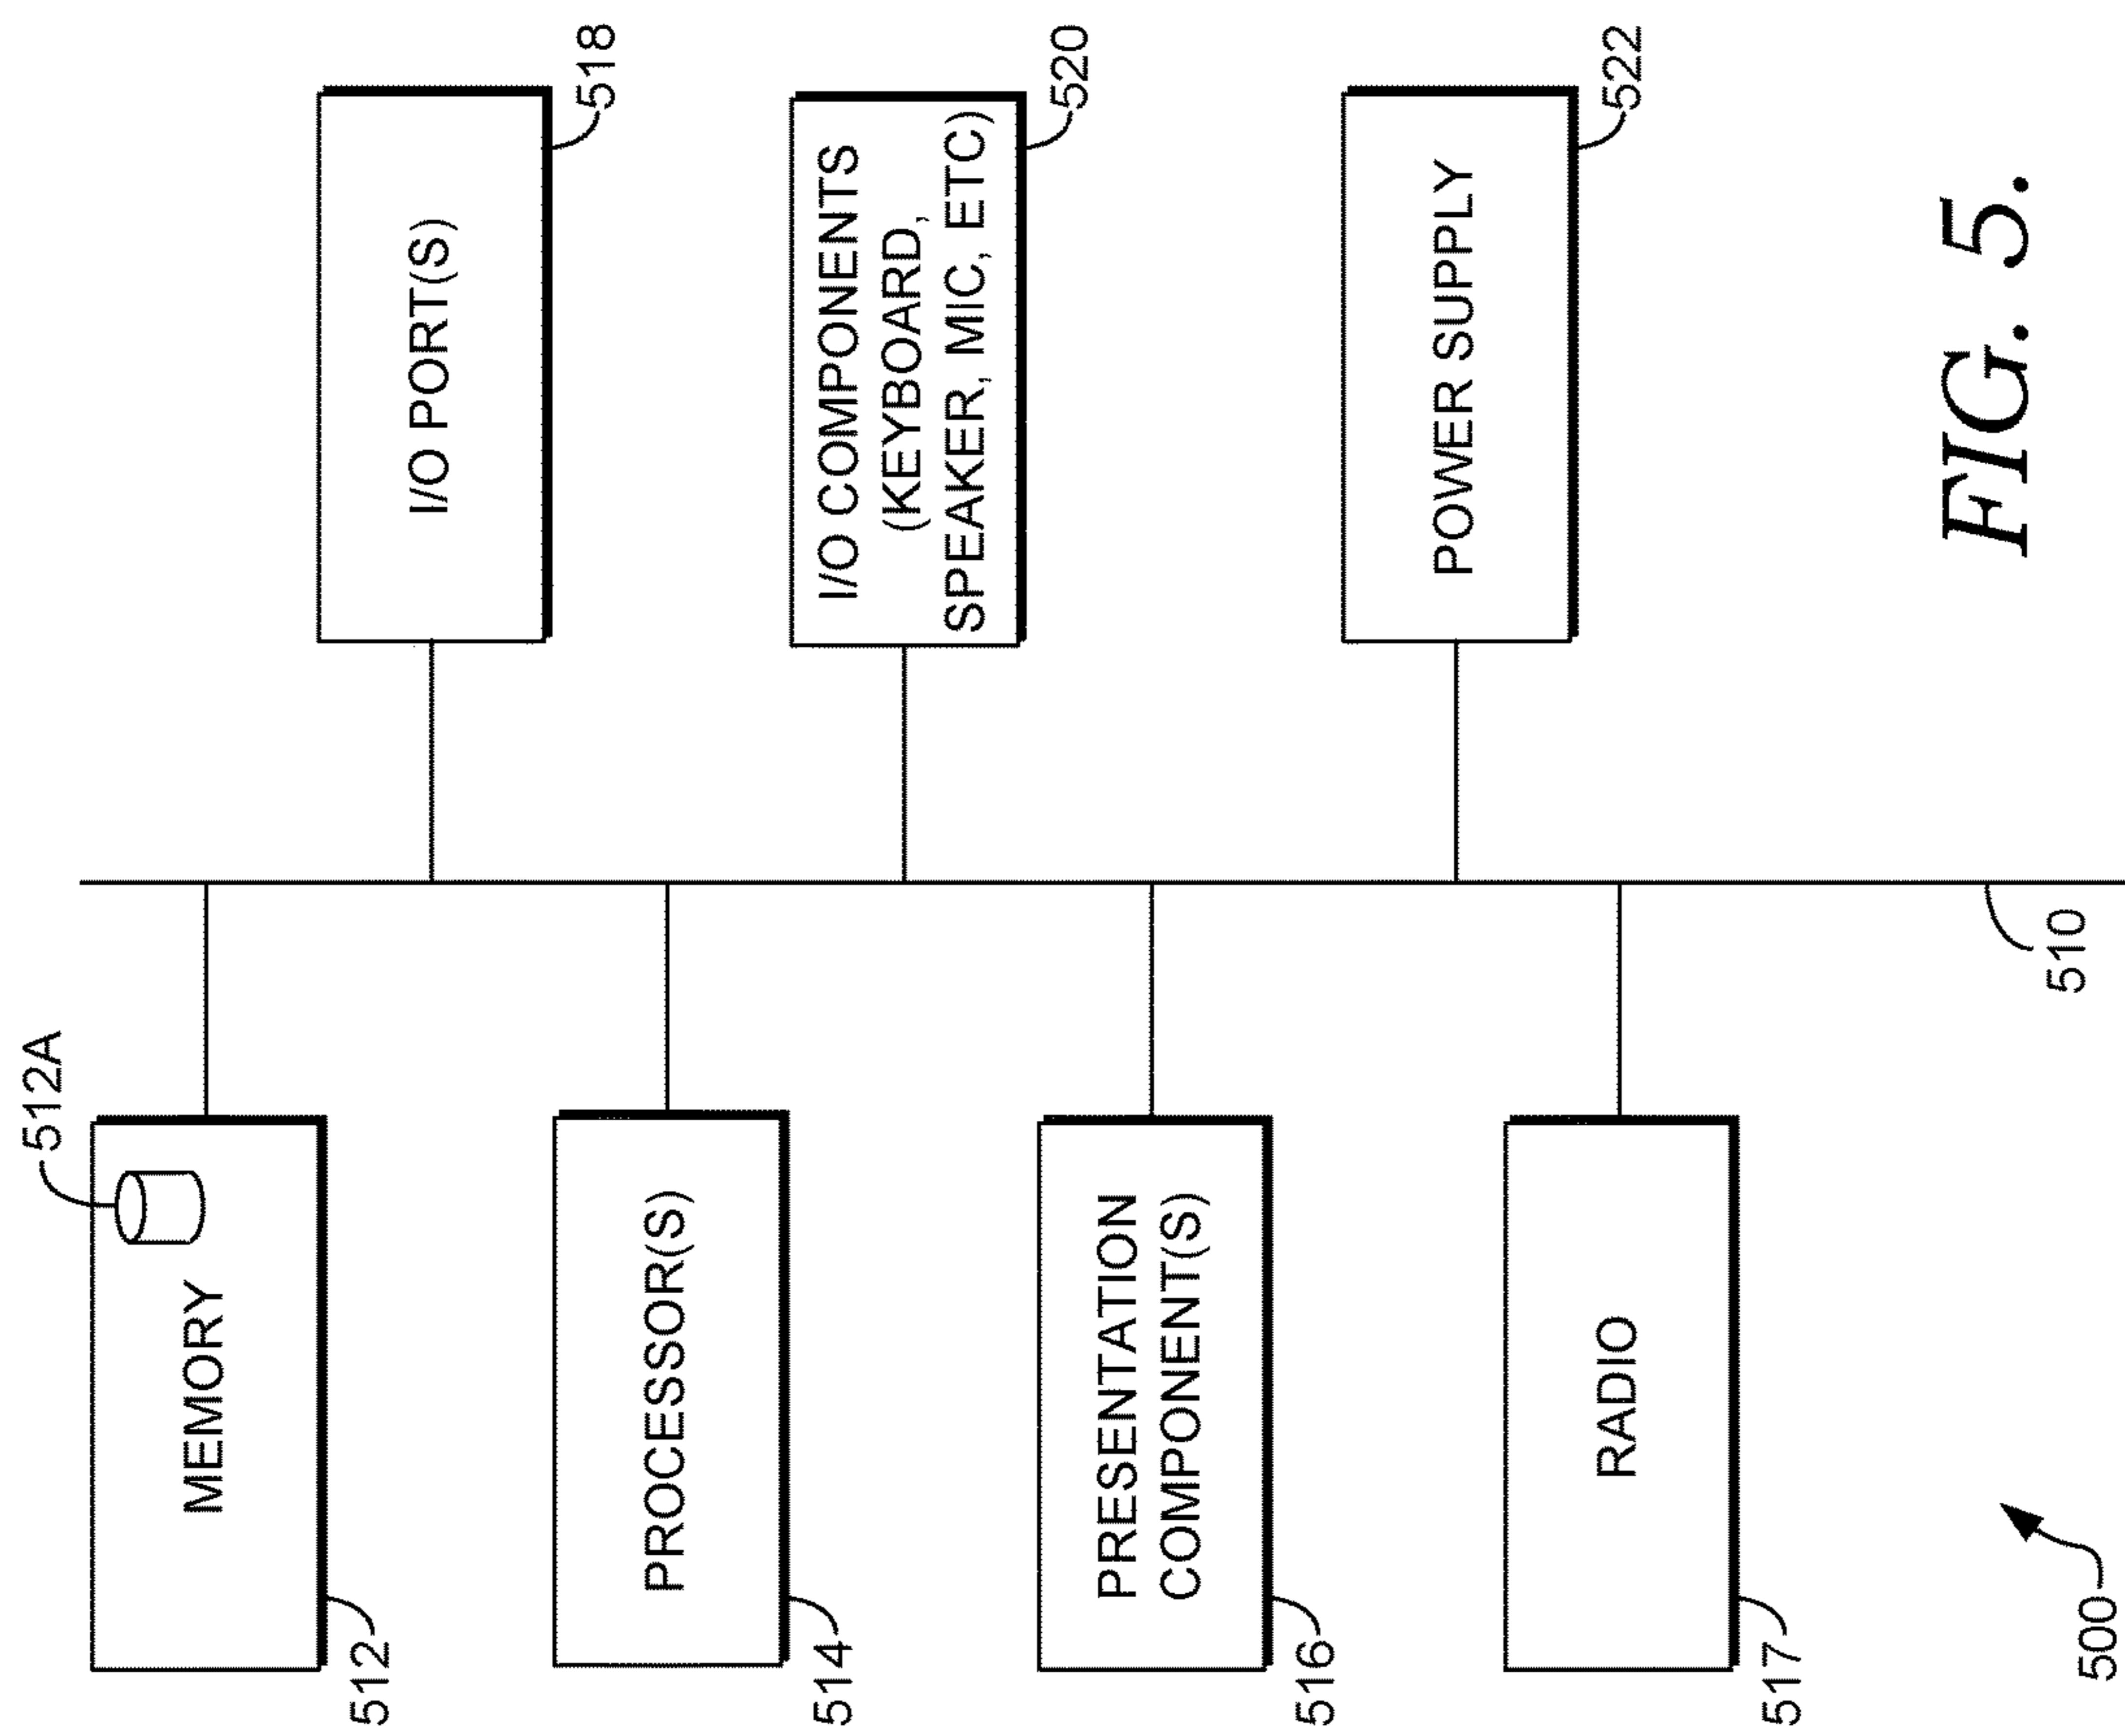 512A
MEMORY
512
PROCESSOR(S)
514
PRESENTATION
COMPONENT(S)
516
RADIO
517
I/O PORT(S)
518
I/O COMPONENTS
(KEYBOARD,
SPEAKER, MIC, ETC)
520
POWER SUPPLY
522
510
500
FIG. 5.